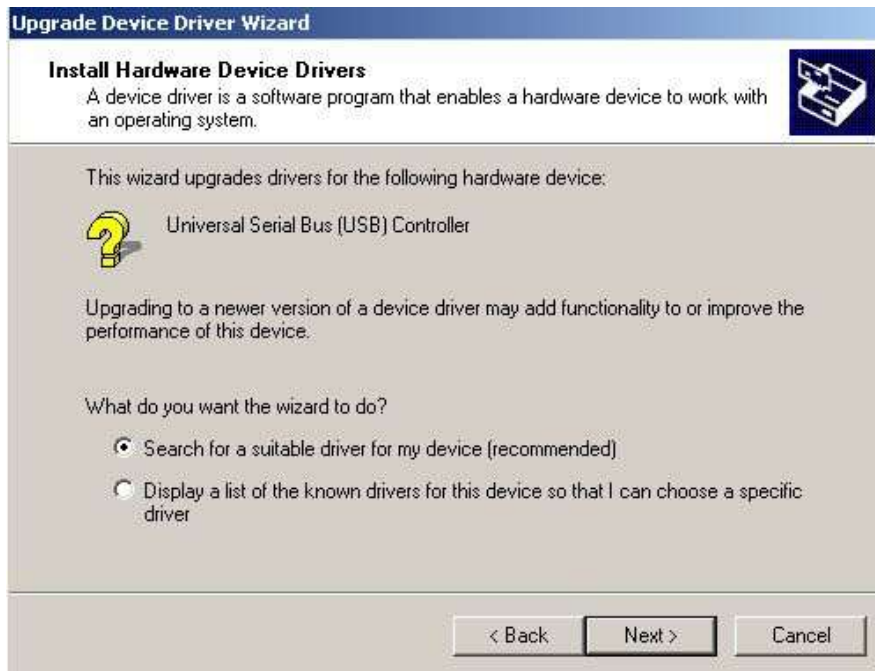 Upgrade Device Driver Wizard
Install Hardware Device Drivers
A device driver is a software program that enables a hardware device to work with
an operating system.
This wizard upgrades drivers for the following hardware device:
Universal Serial Bus (USB) Controller
Upgrading to a newer version of a device driver may add functionality to or improve the
performance of this device.
What do you want the wizard to do?
Search for a suitable driver for my device (recommended)
Display a list of the known drivers for this device so that I can choose a specific
driver
< Back Next > Cancel